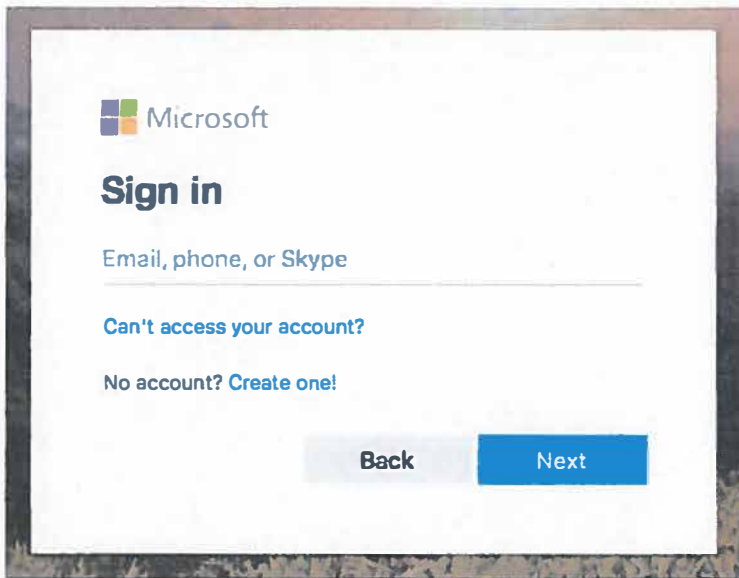 Microsoft
Sign in
Email, phone, or Skype
Can't access your account?
No account? Create one!
Back Next